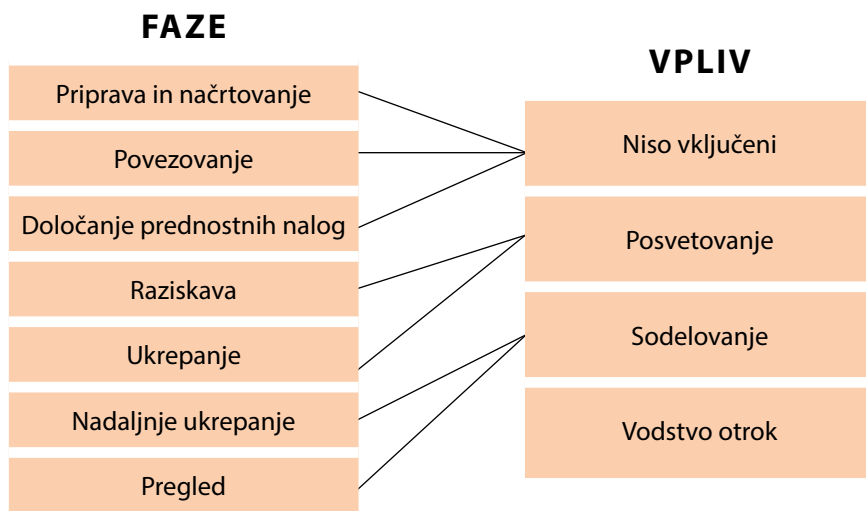 FAZE
Priprava in načrtovanje
Povezovanje
Določanje prednostnih nalog
Raziskava
Ukrepanje
Nadaljnje ukrepanje
Pregled
VPLIV
Niso vključeni
Posvetovanje
Sodelovanje
Vodstvo otrok